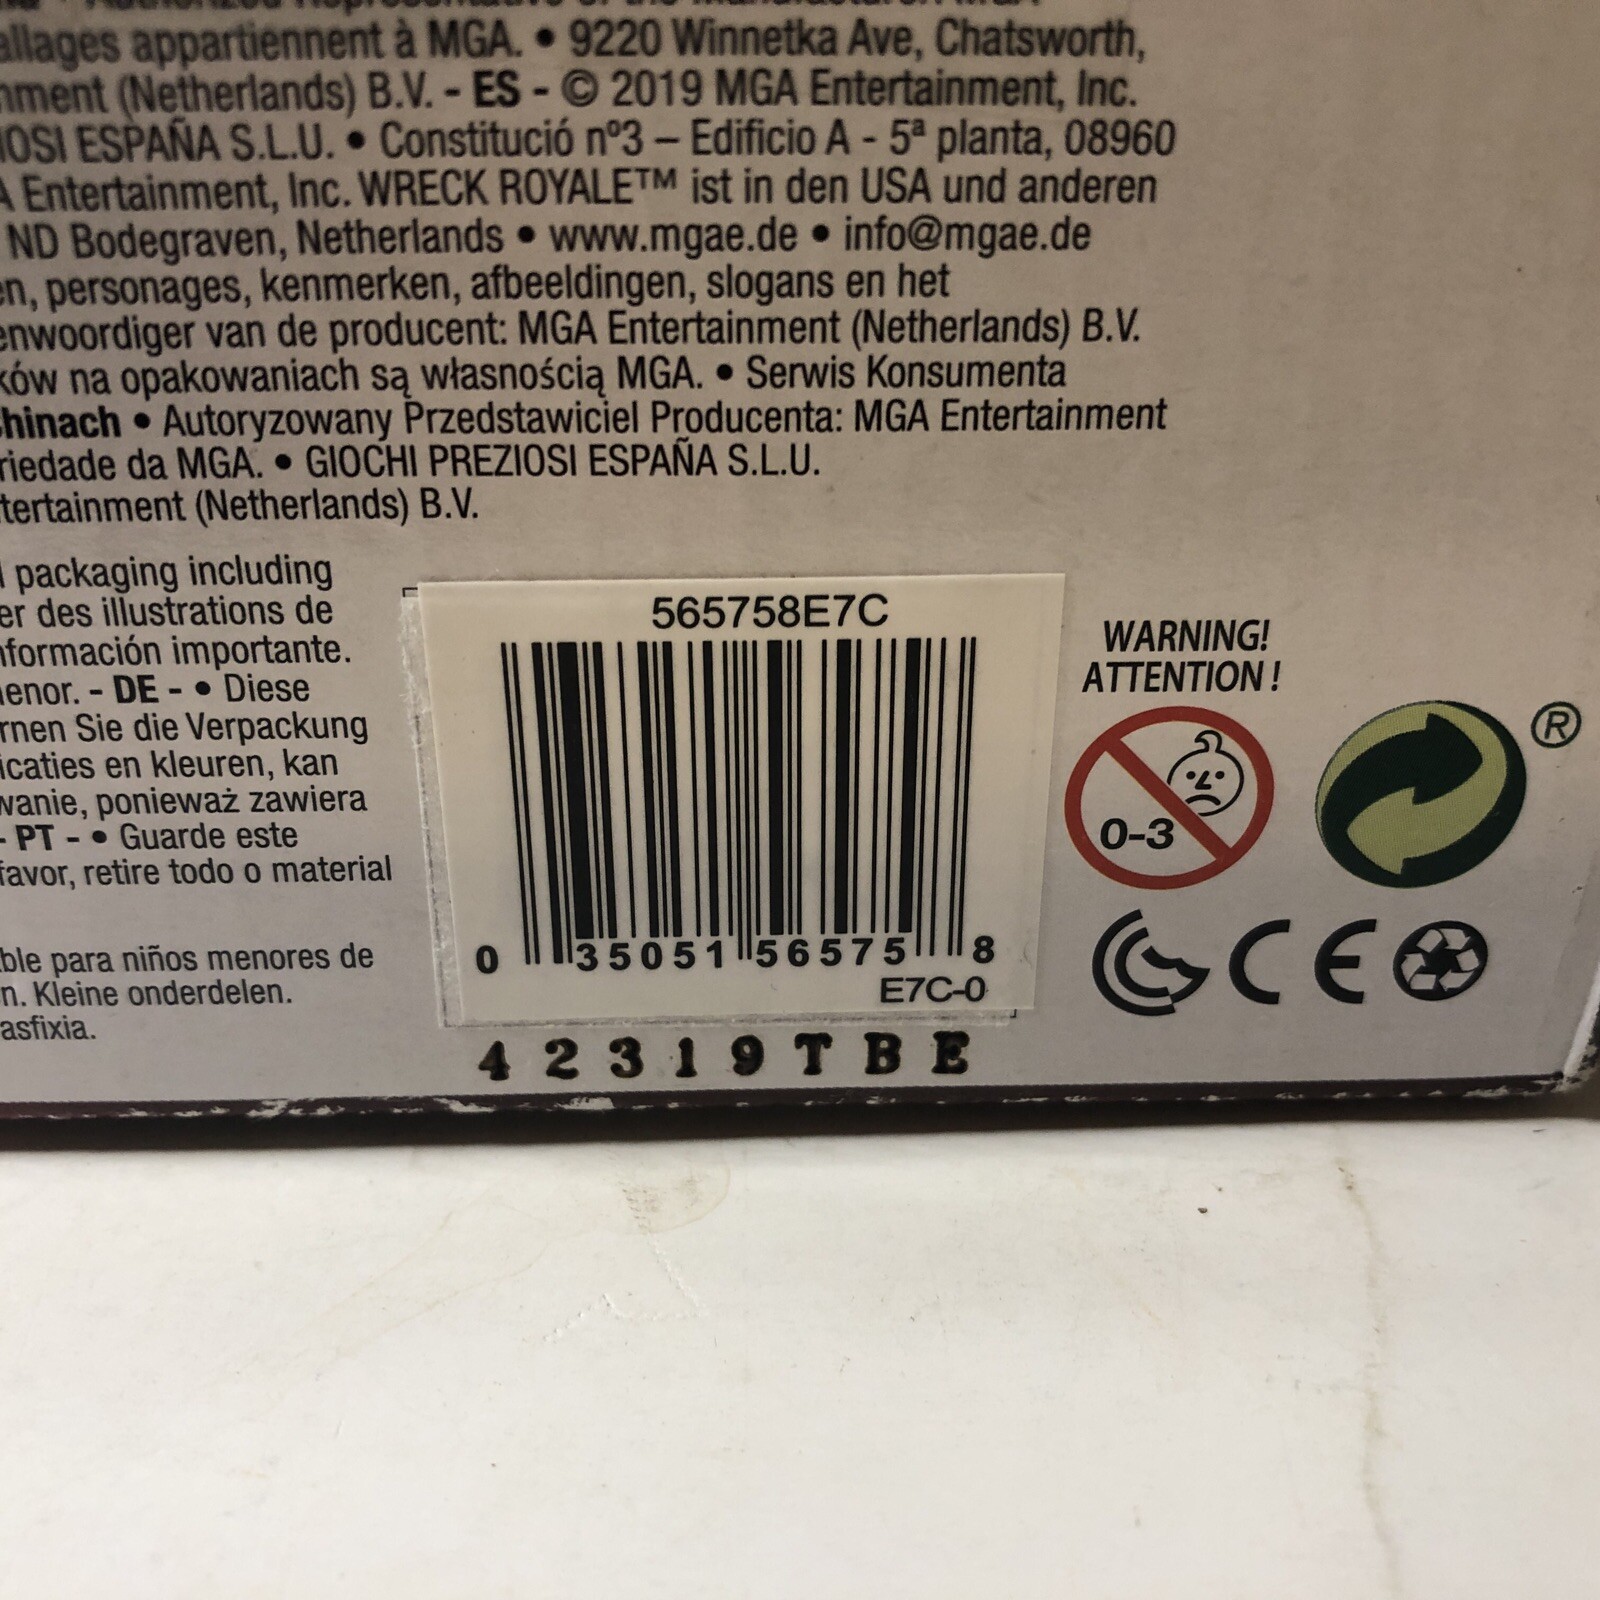 allages appartiennent à MGA. • 9220 Winnetka Ave, Chatsworth,
nment (Netherlands) B.V. - ES - © 2019 MGA Entertainment, Inc.
IOSI ESPAÑA S.L.U. • Constitució nº3 – Edificio A - 5ª planta, 08960
A Entertainment, Inc. WRECK ROYALE™ ist in den USA und anderen
ND Bodegraven, Netherlands • www.mgae.de • info@mgae.de
en, personages, kenmerken, afbeeldingen, slogans en het
enwoordiger van de producent: MGA Entertainment (Netherlands) B.V.
ków na opakowaniach są własnością MGA. • Serwis Konsumenta
Chinach • Autoryzowany Przedstawiciel Producenta: MGA Entertainment
riedade da MGA. • GIOCHI PREZIOSI ESPAÑA S.L.U.
tertainment (Netherlands) B.V.
packaging including
er des illustrations de
nformación importante.
enor. - DE - • Diese
rnen Sie die Verpackung
icaties en kleuren, kan
wanie, ponieważ zawiera
- PT - • Guarde este
favor, retire todo o material
ble para niños menores de
n. Kleine onderdelen.
asfixia.
565758E7C
0 35051 56575 8
E7C-0
42319TBE
WARNING!
ATTENTION !
0-3
®
CE